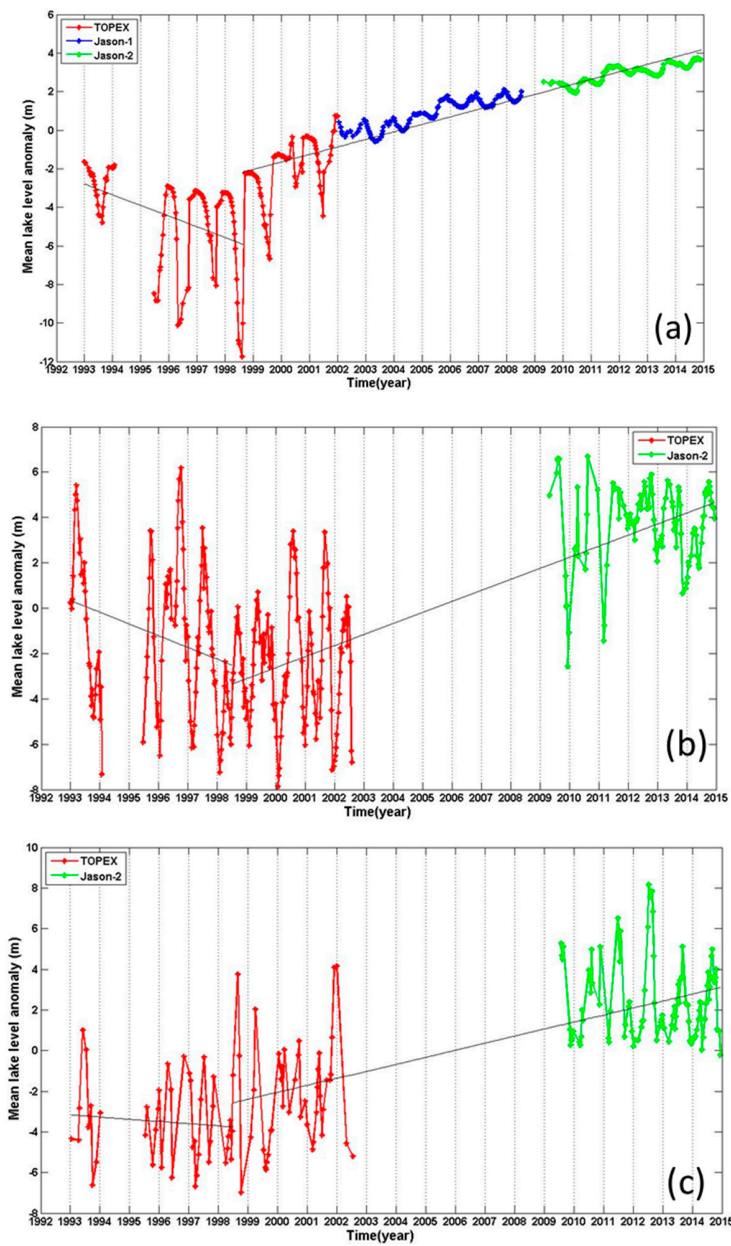 TOPEX
Jason-1
Jason-2
Mean lake level anomaly (m)
6
4
2
0
-2
-4
-6
-8
-10
-12
1992 1993 1994 1995 1996 1997 1998 1999 2000 2001 2002 2003 2004 2005 2006 2007 2008 2009 2010 2011 2012 2013 2014 2015
Time(year)
(a)
TOPEX
Jason-2
Mean lake level anomaly (m)
8
6
4
2
0
-2
-4
-6
-8
1992 1993 1994 1995 1996 1997 1998 1999 2000 2001 2002 2003 2004 2005 2006 2007 2008 2009 2010 2011 2012 2013 2014 2015
Time(year)
(b)
TOPEX
Jason-2
Mean lake level anomaly (m)
10
8
6
4
2
0
-2
-4
-6
-8
1992 1993 1994 1995 1996 1997 1998 1999 2000 2001 2002 2003 2004 2005 2006 2007 2008 2009 2010 2011 2012 2013 2014 2015
Time(year)
(c)